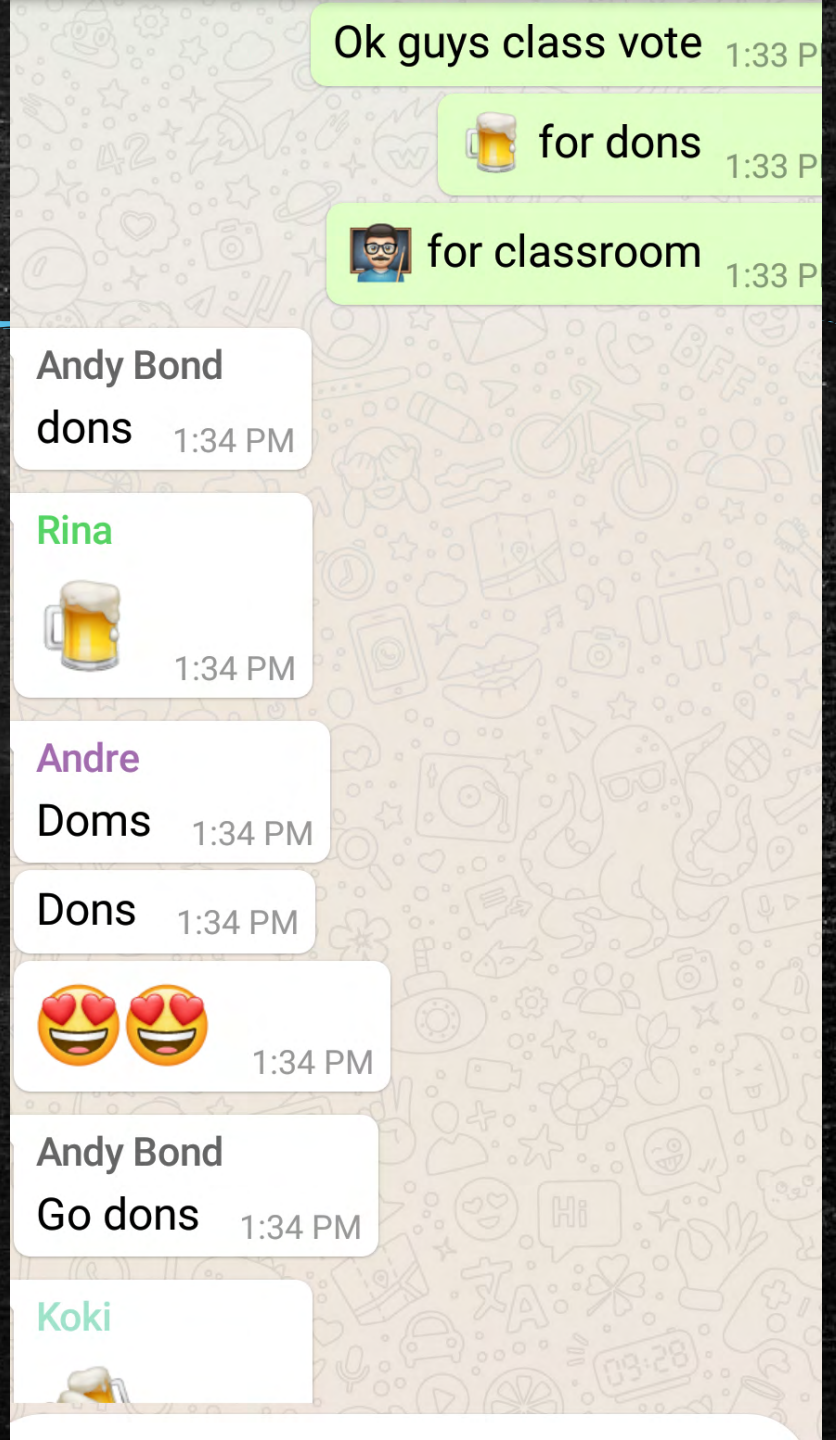 Ok guys class vote 1:33 P
🍺 for dons 1:33 P
👨🏻‍🏫 for classroom 1:33 P
Andy Bond
dons 1:34 PM
Rina
🍺 1:34 PM
Andre
Doms 1:34 PM
Dons 1:34 PM
😍😍 1:34 PM
Andy Bond
Go dons 1:34 PM
Koki